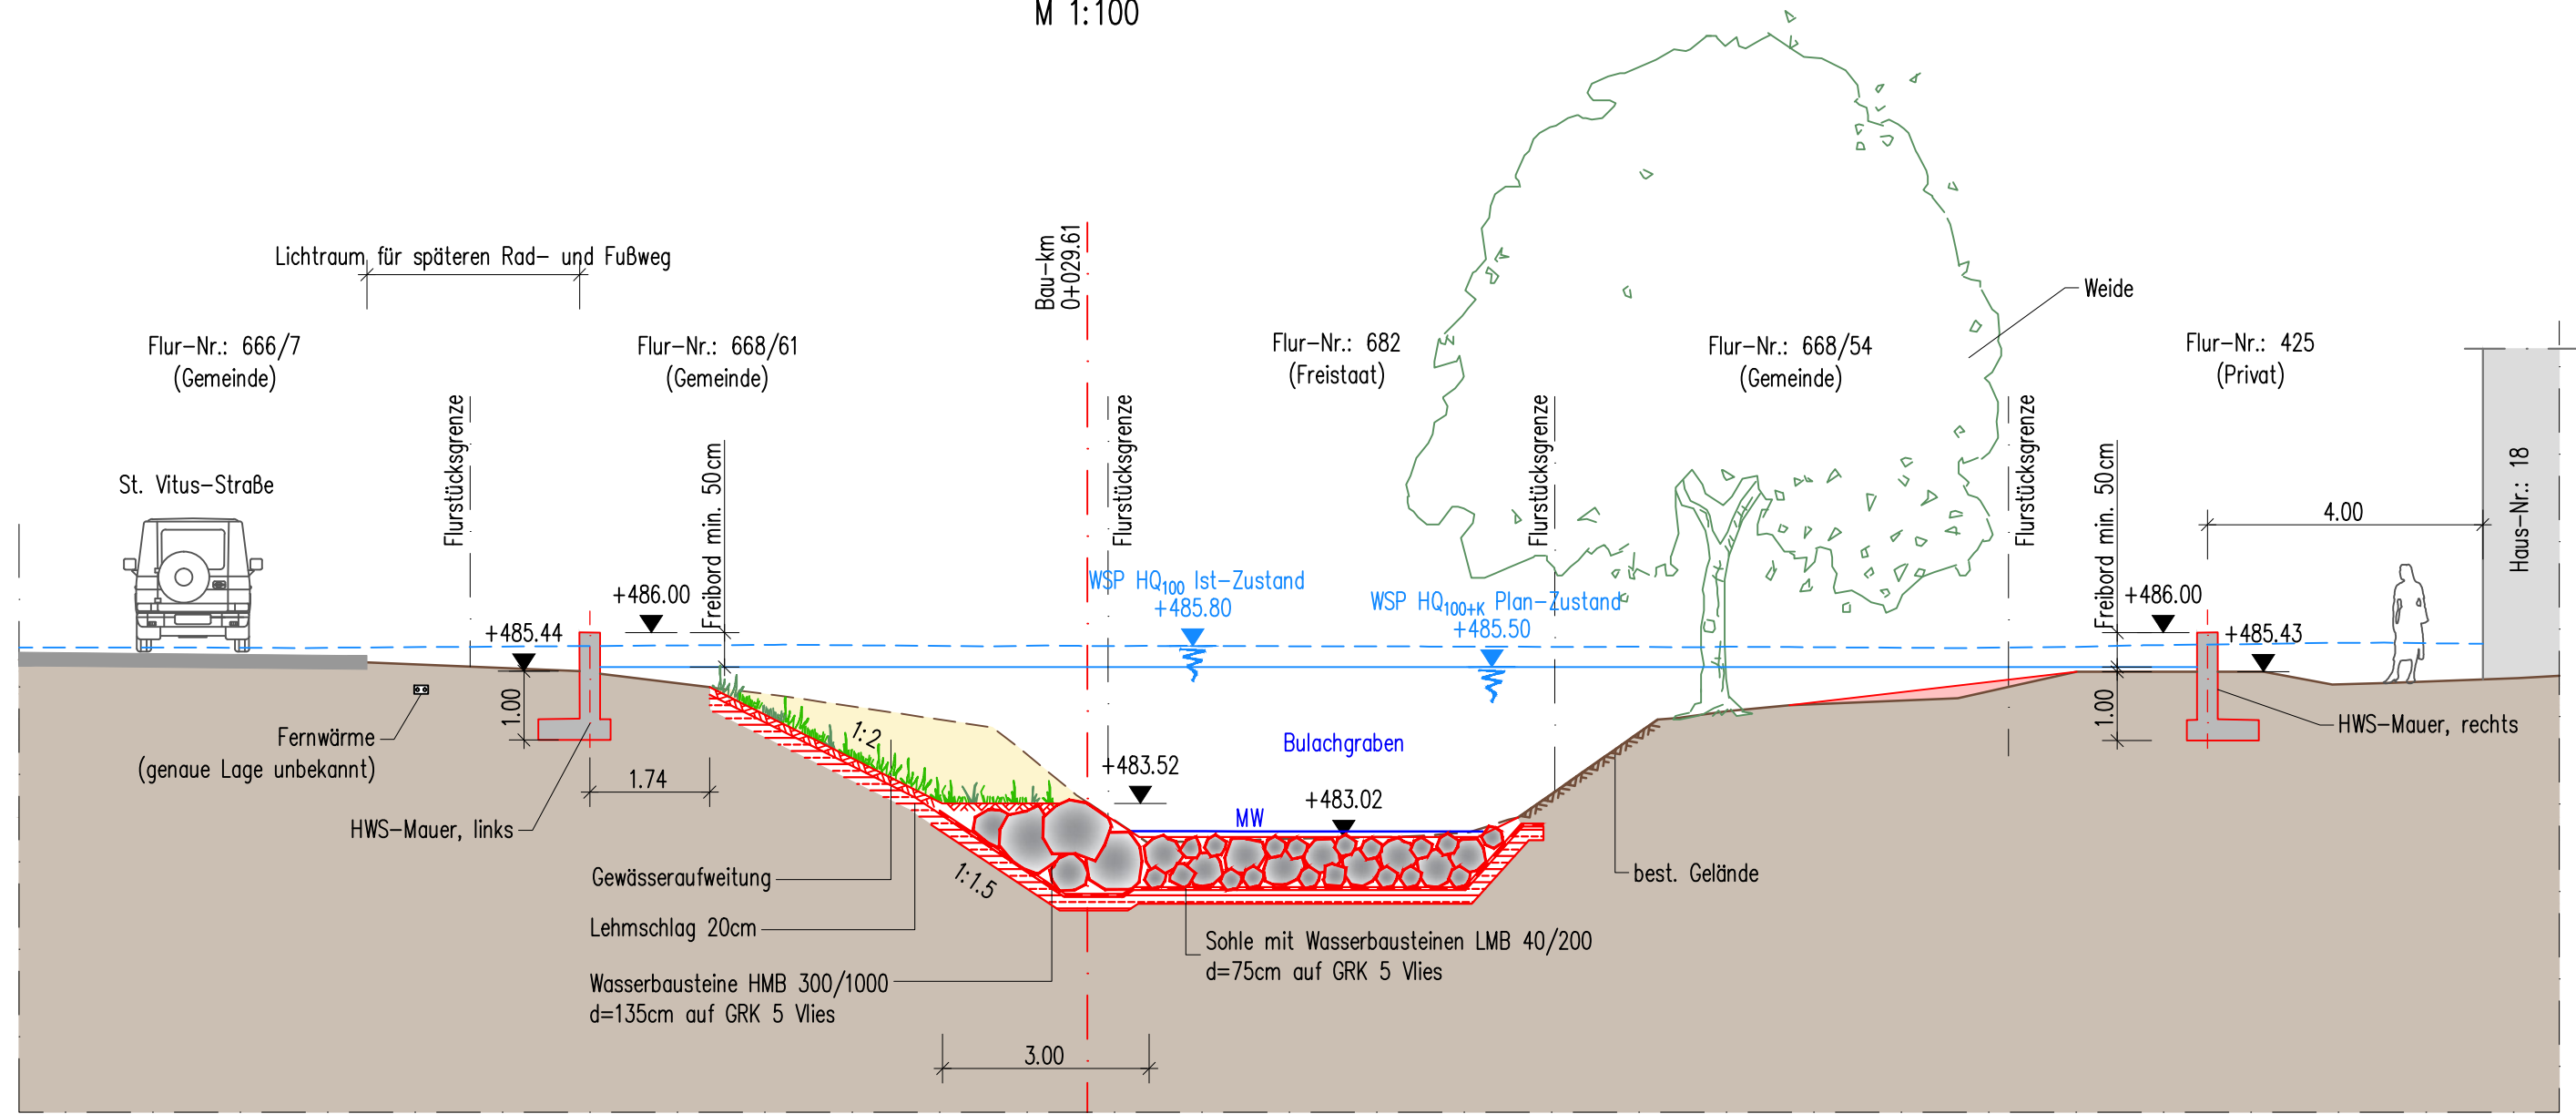 M 1:100
Bau-km
0+029.61
Lichtraum für späteren Rad- und Fußweg
Weide
Flur-Nr.: 666/7
(Gemeinde)
Flur-Nr.: 668/61
(Gemeinde)
Flur-Nr.: 682
(Freistaat)
Flur-Nr.: 668/54
(Gemeinde)
Flur-Nr.: 425
(Privat)
Flurstücksgrenze
Flurstücksgrenze
Flurstücksgrenze
Flurstücksgrenze
St. Vitus-Straße
Freibord min. 50cm
Freibord min. 50cm
4.00
Haus-Nr.: 18
WSP HQ100 Ist-Zustand
+485.80
WSP HQ100+K Plan-Zustand
+485.50
+486.00
+485.44
+486.00
+485.43
1.00
1.00
1:2
Fernwärme
(genaue Lage unbekannt)
1.74
HWS-Mauer, links
HWS-Mauer, rechts
Bulachgraben
+483.52
+483.02
MW
1:1.5
Gewässeraufweitung
best. Gelände
Lehmschlag 20cm
Sohle mit Wasserbausteinen LMB 40/200
d=75cm auf GRK 5 Vlies
Wasserbausteine HMB 300/1000
d=135cm auf GRK 5 Vlies
3.00